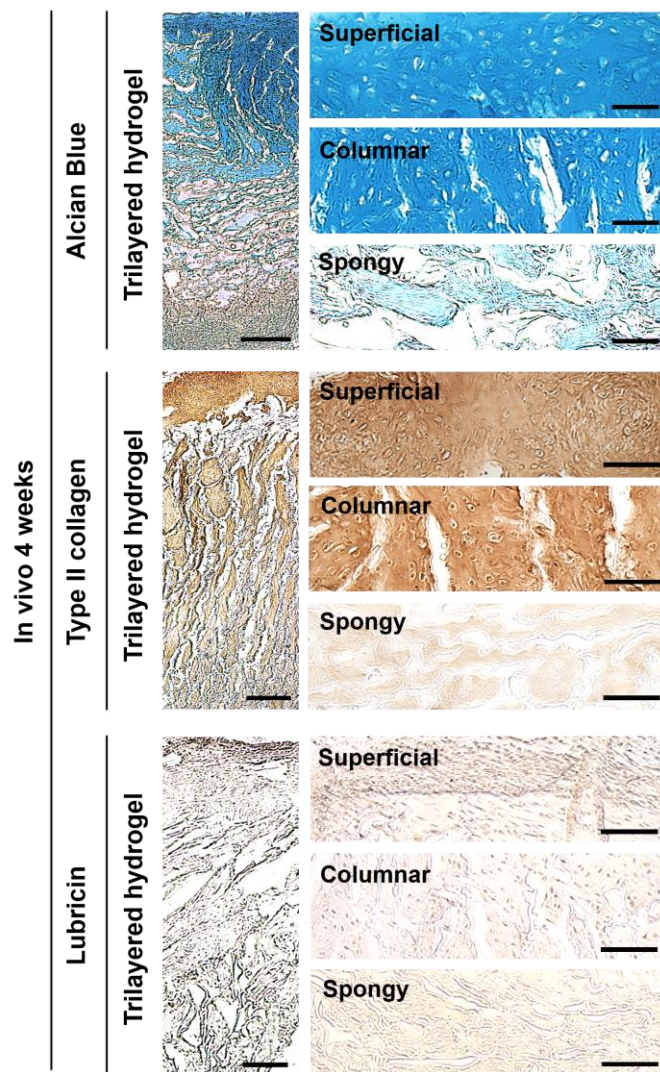 In vivo 4 weeks
Alcian Blue
Trilayered hydrogel
Superficial
Columnar
Spongy
Type II collagen
Trilayered hydrogel
Superficial
Columnar
Spongy
Lubricin
Trilayered hydrogel
Superficial
Columnar
Spongy